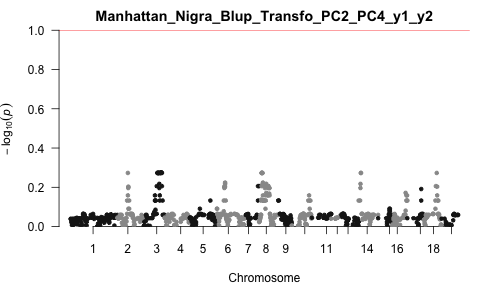 Manhattan_Nigra_Blup_Transfo_PC2_PC4_y1_y2
1.0
0.8
0.6
0.4
0.2
0.0
− log10(p)
1 2 3 4 5 6 7 8 9 11 14 16 18
Chromosome